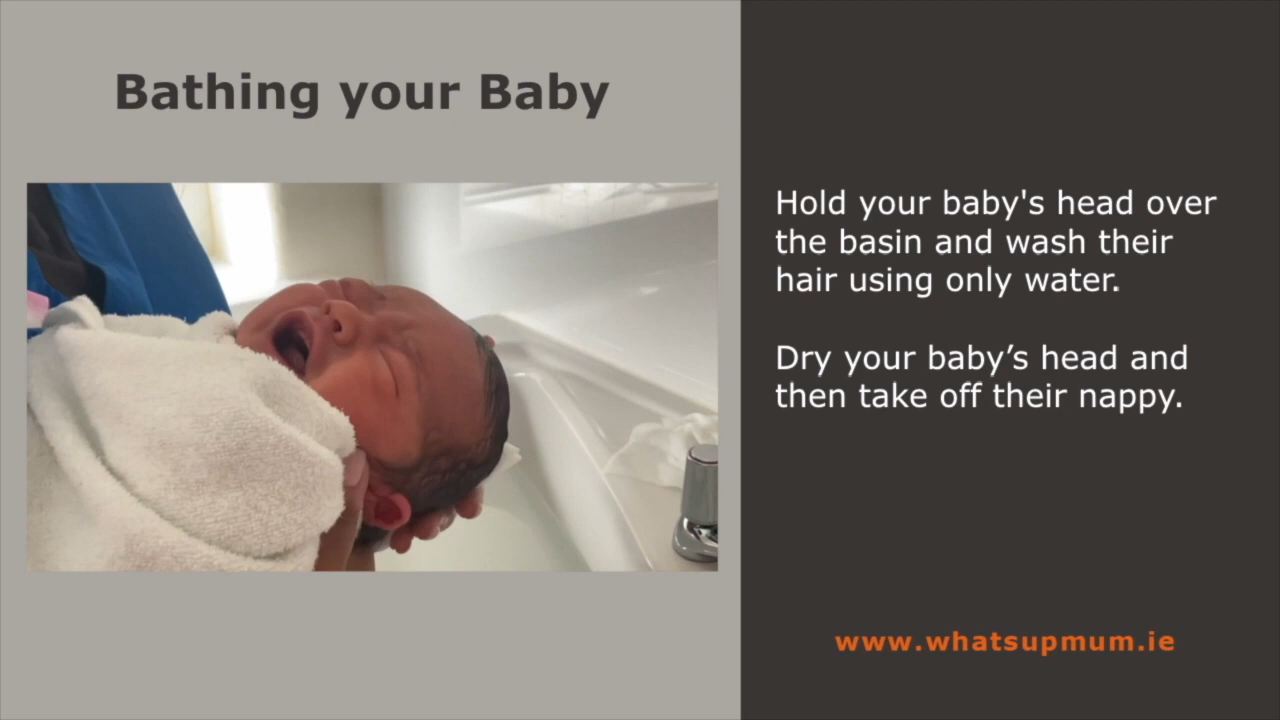 Bathing your Baby
Hold your baby's head over
the basin and wash their
hair using only water.
Dry your baby’s head and
then take off their nappy.
www.whatsupmum.ie